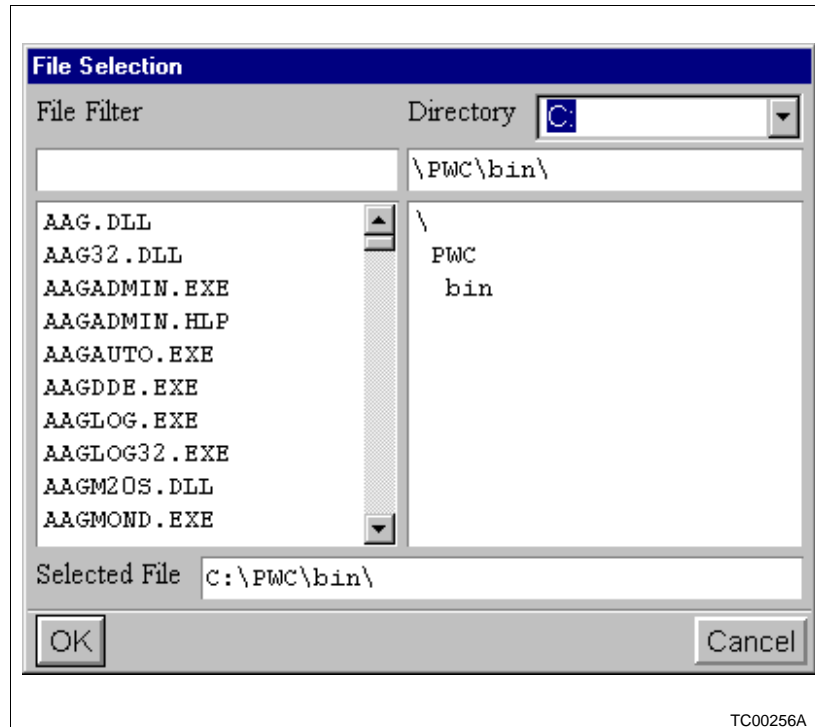 File Selection
File Filter
Directory C:
\PWC\bin\
AAG.DLL
AAG32.DLL
AAGADMIN.EXE
AAGADMIN.HLP
AAGAUTO.EXE
AAGDDE.EXE
AAGLOG.EXE
AAGLOG32.EXE
AAGM2OS.DLL
AAGMOND.EXE
\
PWC
bin
Selected File C:\PWC\bin\
OK
Cancel
TC00256A